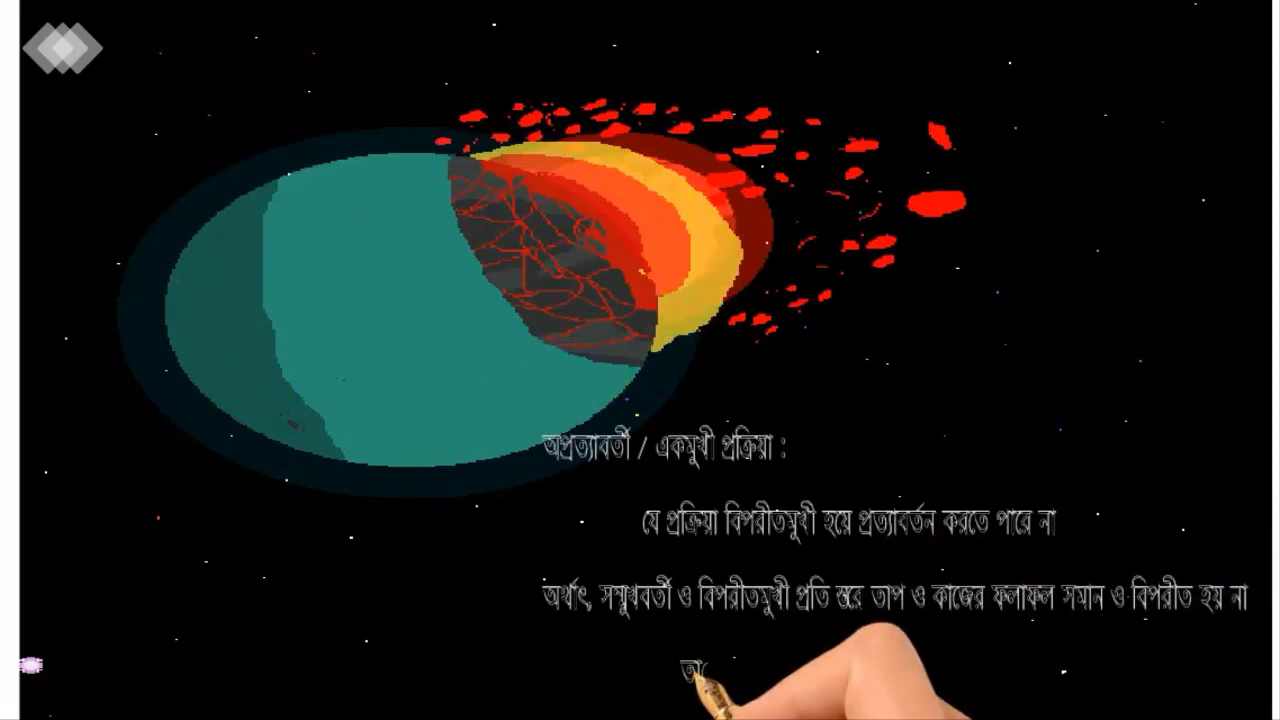 অপ্রত্যাবর্তী / একমুখী প্রক্রিয়া :
যে প্রক্রিয়া বিপরীতমুখী হয়ে প্রত্যাবর্তন করতে পারে না
অর্থাৎ, সম্মুখবর্তী ও বিপরীতমুখী প্রতি স্তরে তাপ ও কাজের ফলাফল সমান ও বিপরীত হয় না